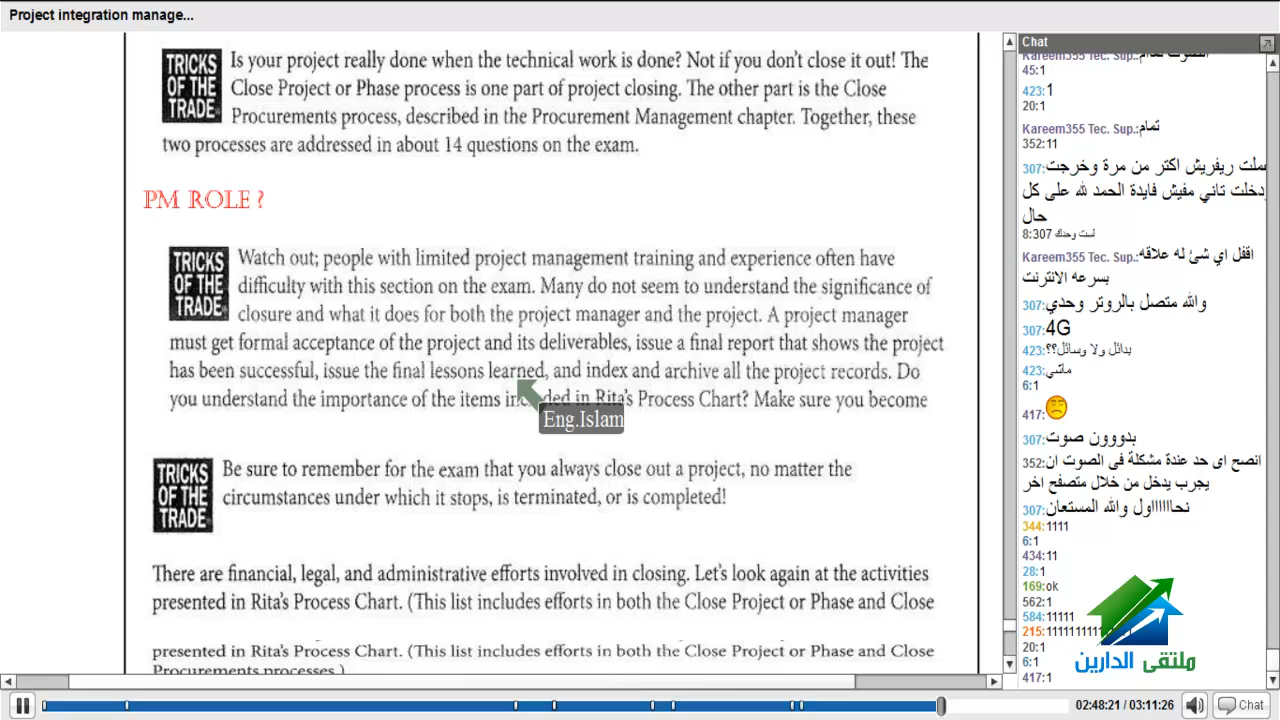 Project integration manage...
TRICKS OF THE TRADE
Is your project really done when the technical work is done? Not if you don't close it out! The
Close Project or Phase process is one part of project closing. The other part is the Close
Procurements process, described in the Procurement Management chapter. Together, these
two processes are addressed in about 14 questions on the exam.
PM ROLE ?
TRICKS OF THE TRADE
Watch out; people with limited project management training and experience often have
difficulty with this section on the exam. Many do not seem to understand the significance of
closure and what it does for both the project manager and the project. A project manager
must get formal acceptance of the project and its deliverables, issue a final report that shows the project
has been successful, issue the final lessons learned, and index and archive all the project records. Do
you understand the importance of the items in Rita's Process Chart? Make sure you become
Eng.Islam
TRICKS OF THE TRADE
Be sure to remember for the exam that you always close out a project, no matter the
circumstances under which it stops, is terminated, or is completed!
There are financial, legal, and administrative efforts involved in closing. Let's look again at the activities
presented in Rita's Process Chart. (This list includes efforts in both the Close Project or Phase and Close
presented in Rita's Process Chart. (This list includes efforts in both the Close Project or Phase and Close
Procurements processes.)
Chat
Kareem355 Tec. Sup.:
45:1
423:1
20:1
Kareem355 Tec. Sup.: تمام
352:11
307: عملت ريفريش اكتر من مرة وخرجت
ودخلت تاني مفيش فايدة الحمد لله على كل
حال
8:307 لست وحدك
Kareem355 Tec. Sup.: اقفل اي شئ له علاقه
بسرعه الانترنت
307: والله متصل بالروتر وحدي
307: 4G
423: بدائل ولا وسائل؟؟
423: ماشي
6:1
417:
307: بدووون صوت
352: انصح اى حد عندة مشكلة فى الصوت ان
يجرب يدخل من خلال متصفح اخر
307: نحاااااول والله المستعان
344: 1111
6:1
434:11
28:1
169:ok
562:1
584:11111
215:
20:1
6:1
417:1
ملتقى الدارين
02:48:21 / 03:11:26
Chat